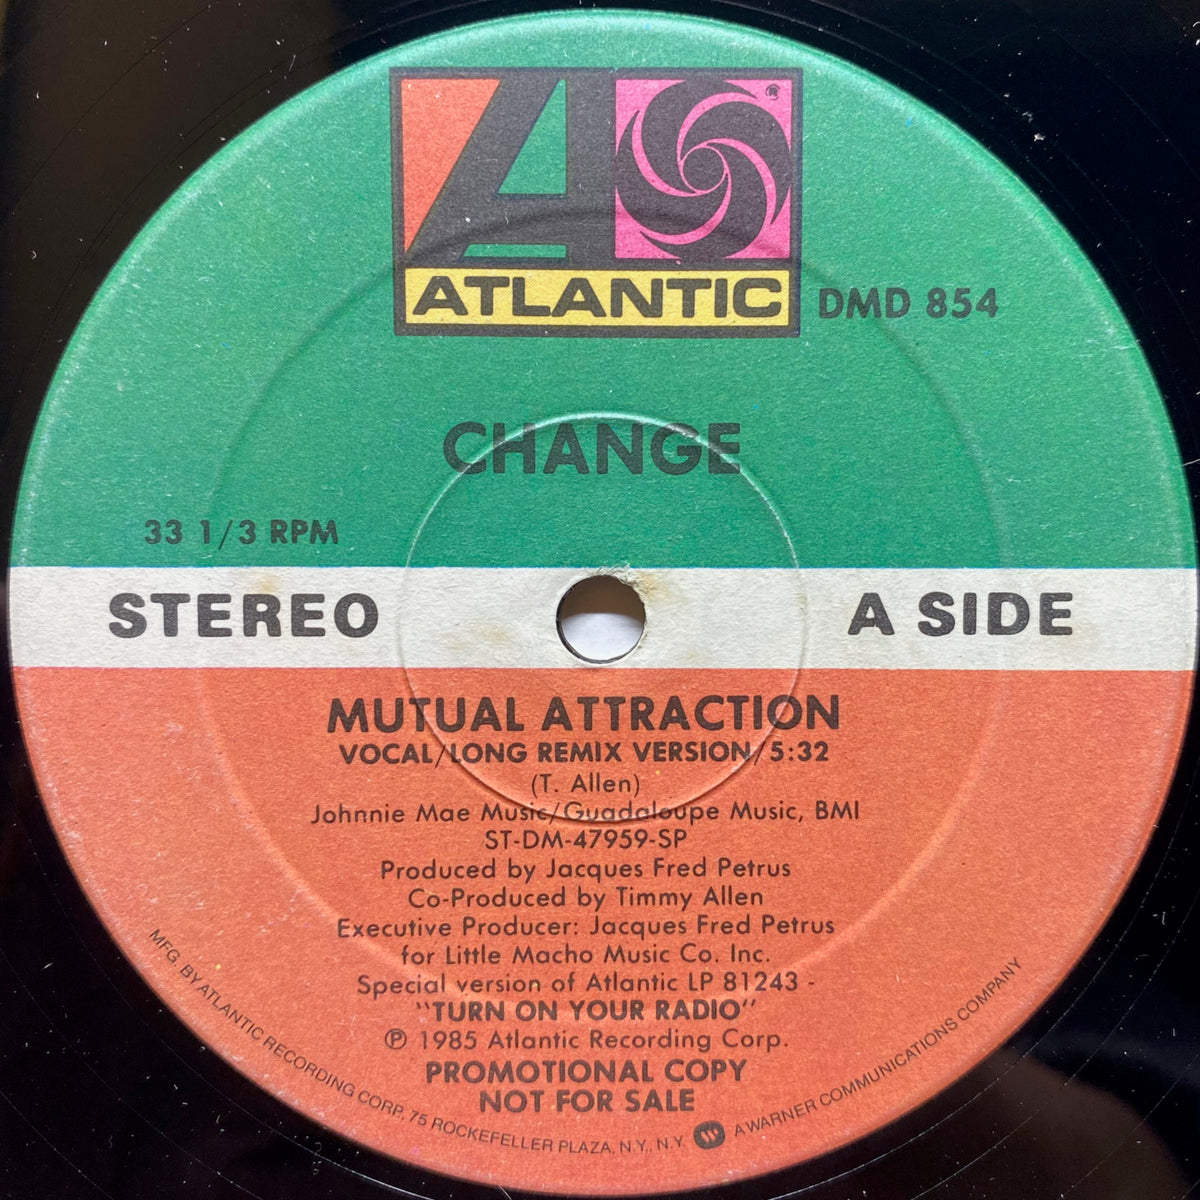 ATLANTIC
DMD 854
CHANGE
33 1/3 RPM
STEREO
A SIDE
MUTUAL ATTRACTION
VOCAL/LONG REMIX VERSION/5:32
(T. Allen)
Johnnie Mae Music/Guadaloupe Music, BMI
ST-DM-47959-SP
Produced by Jacques Fred Petrus
Co-Produced by Timmy Allen
Executive Producer: Jacques Fred Petrus
for Little Macho Music Co. Inc.
Special version of Atlantic LP 81243 -
"TURN ON YOUR RADIO"
℗ 1985 Atlantic Recording Corp.
PROMOTIONAL COPY
NOT FOR SALE
MFG. BY ATLANTIC RECORDING CORP., 75 ROCKEFELLER PLAZA, N.Y., N.Y. A WARNER COMMUNICATIONS COMPANY